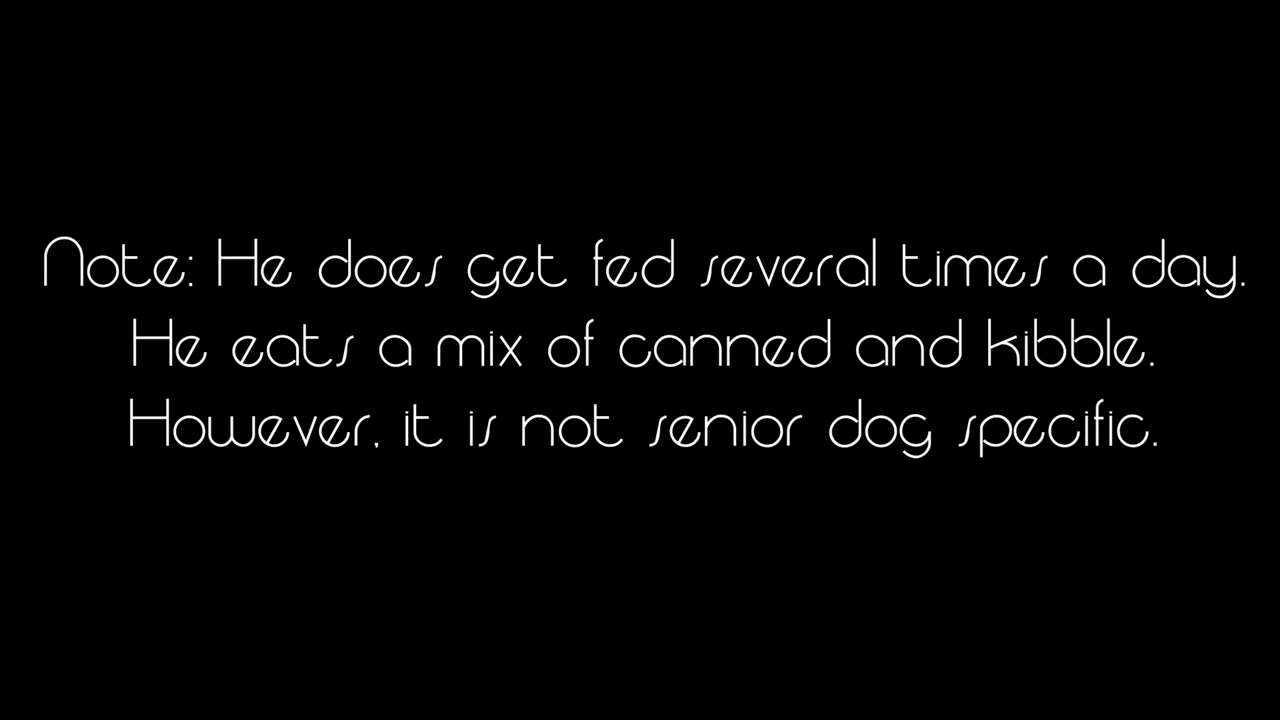 Note: He does get fed several times a day.
He eats a mix of canned and kibble.
However, it is not senior dog specific.